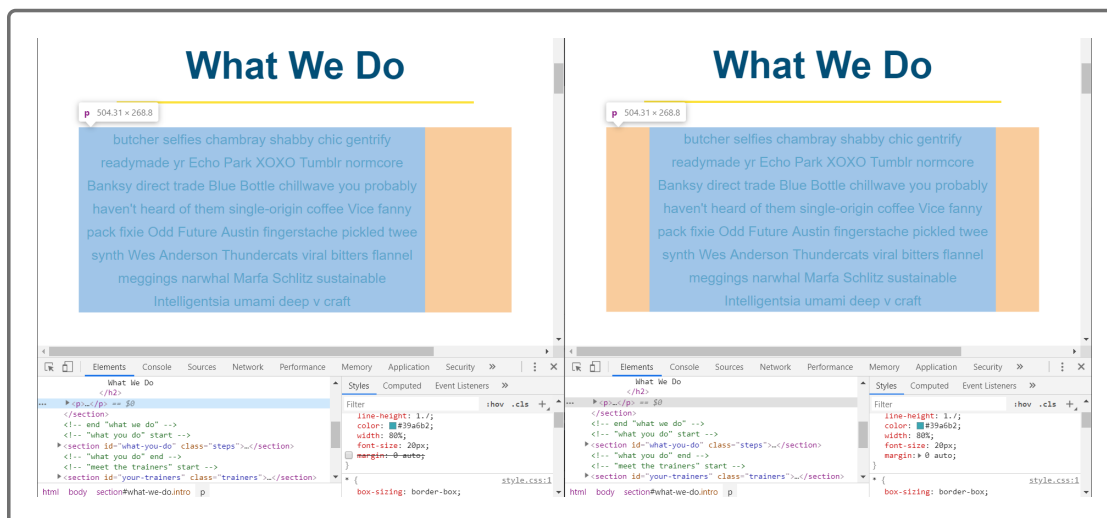 What We Do
p 504.31 × 268.8
butcher selfies chambray shabby chic gentrify
readymade yr Echo Park XOXO Tumblr normcore
Banksy direct trade Blue Bottle chillwave you probably
haven't heard of them single-origin coffee Vice fanny
pack fixie Odd Future Austin fingerstache pickled twee
synth Wes Anderson Thundercats viral bitters flannel
meggings narwhal Marfa Schlitz sustainable
Intelligentsia umami deep v craft
Elements Console Sources Network Performance Memory Application Security »
What We Do
</h2>
... ▶<p>…</p> == $0
</section>
<!-- end "what we do" -->
<!-- "what you do" start -->
▶<section id="what-you-do" class="steps">…</section>
<!-- "what you do" end -->
<!-- "meet the trainers" start -->
▶<section id="your-trainers" class="trainers">…</section>
html body section#what-we-do.intro p
Styles Computed Event Listeners »
Filter :hov .cls +
line-height: 1.7;
color: #39a6b2;
width: 80%;
font-size: 20px;
margin: 0 auto;
}
* { style.css:1
box-sizing: border-box;
What We Do
p 504.31 × 268.8
butcher selfies chambray shabby chic gentrify
readymade yr Echo Park XOXO Tumblr normcore
Banksy direct trade Blue Bottle chillwave you probably
haven't heard of them single-origin coffee Vice fanny
pack fixie Odd Future Austin fingerstache pickled twee
synth Wes Anderson Thundercats viral bitters flannel
meggings narwhal Marfa Schlitz sustainable
Intelligentsia umami deep v craft
Elements Console Sources Network Performance Memory Application Security »
What We Do
</h2>
... ▶<p>…</p> == $0
</section>
<!-- end "what we do" -->
<!-- "what you do" start -->
▶<section id="what-you-do" class="steps">…</section>
<!-- "what you do" end -->
<!-- "meet the trainers" start -->
▶<section id="your-trainers" class="trainers">…</section>
html body section#what-we-do.intro p
Styles Computed Event Listeners »
Filter :hov .cls +
line-height: 1.7;
color: #39a6b2;
width: 80%;
font-size: 20px;
margin:▶ 0 auto;
}
* { style.css:1
box-sizing: border-box;